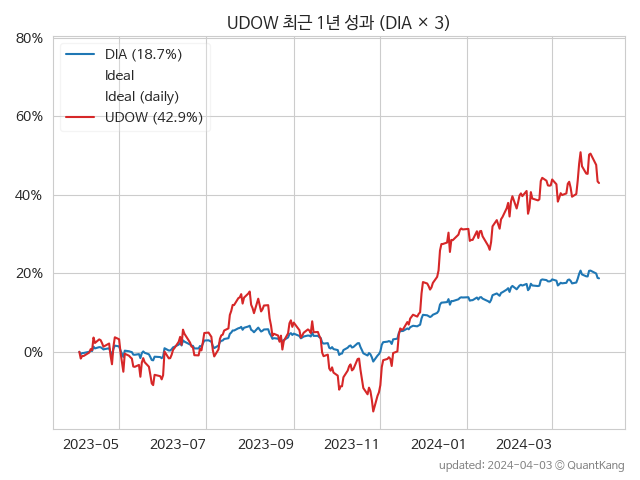 UDOW 최근 1년 성과 (DIA × 3)
80%
60%
40%
20%
0%
DIA (18.7%)
Ideal
Ideal (daily)
UDOW (42.9%)
2023-05 2023-07 2023-09 2023-11 2024-01 2024-03
updated: 2024-04-03 © QuantKang